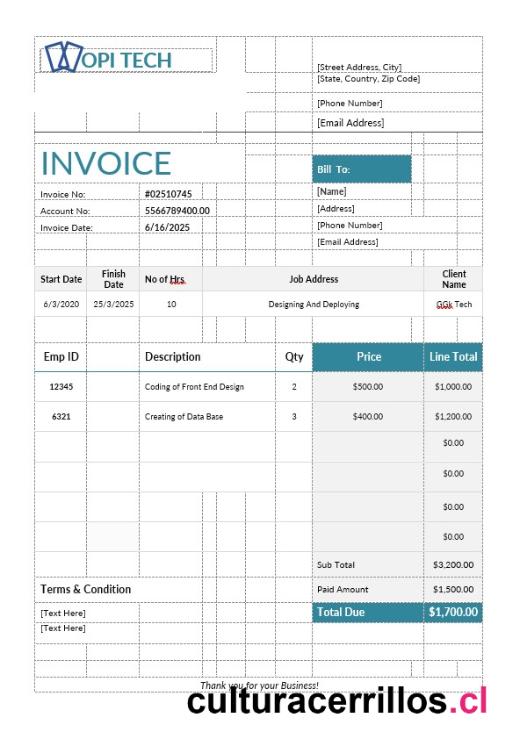 WOPI TECH
[Street Address, City]
[State, Country, Zip Code]
[Phone Number]
[Email Address]
INVOICE
Bill To:
Invoice No: #02510745
[Name]
Account No: 5566789400.00
[Address]
Invoice Date: 6/16/2025
[Phone Number]
[Email Address]
Start Date Finish Date No of Hrs Job Address Client Name
6/3/2020 25/3/2025 10 Designing And Deploying GGk Tech
Emp ID Description Qty Price Line Total
12345 Coding of Front End Design 2 $500.00 $1,000.00
6321 Creating of Data Base 3 $400.00 $1,200.00
$0.00
$0.00
$0.00
$0.00
Sub Total $3,200.00
Terms & Condition Paid Amount $1,500.00
[Text Here] Total Due $1,700.00
[Text Here]
Thank you for your Business!
culturacerrillos.cl